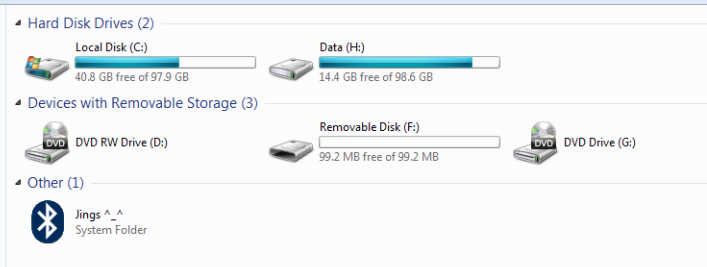 Hard Disk Drives (2)
Local Disk (C:)
40.8 GB free of 97.9 GB
Data (H:)
14.4 GB free of 98.6 GB
Devices with Removable Storage (3)
DVD RW Drive (D:)
Removable Disk (F:)
99.2 MB free of 99.2 MB
DVD Drive (G:)
Other (1)
Jings ^_^
System Folder
DVD
DVD